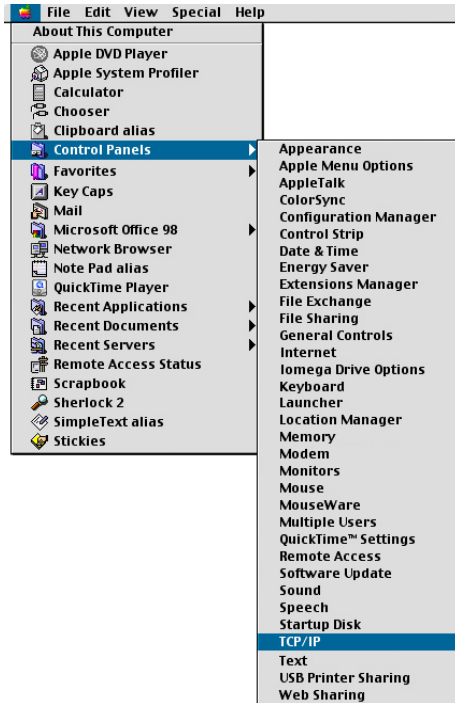 File Edit View Special Help
About This Computer
Apple DVD Player
Apple System Profiler
Calculator
Chooser
Clipboard alias
Control Panels
Favorites
Key Caps
Mail
Microsoft Office 98
Network Browser
Note Pad alias
QuickTime Player
Recent Applications
Recent Documents
Recent Servers
Remote Access Status
Scrapbook
Sherlock 2
SimpleText alias
Stickies
Appearance
Apple Menu Options
AppleTalk
ColorSync
Configuration Manager
Control Strip
Date & Time
Energy Saver
Extensions Manager
File Exchange
File Sharing
General Controls
Internet
Iomega Drive Options
Keyboard
Launcher
Location Manager
Memory
Modem
Monitors
Mouse
MouseWare
Multiple Users
QuickTime™ Settings
Remote Access
Software Update
Sound
Speech
Startup Disk
TCP/IP
Text
USB Printer Sharing
Web Sharing